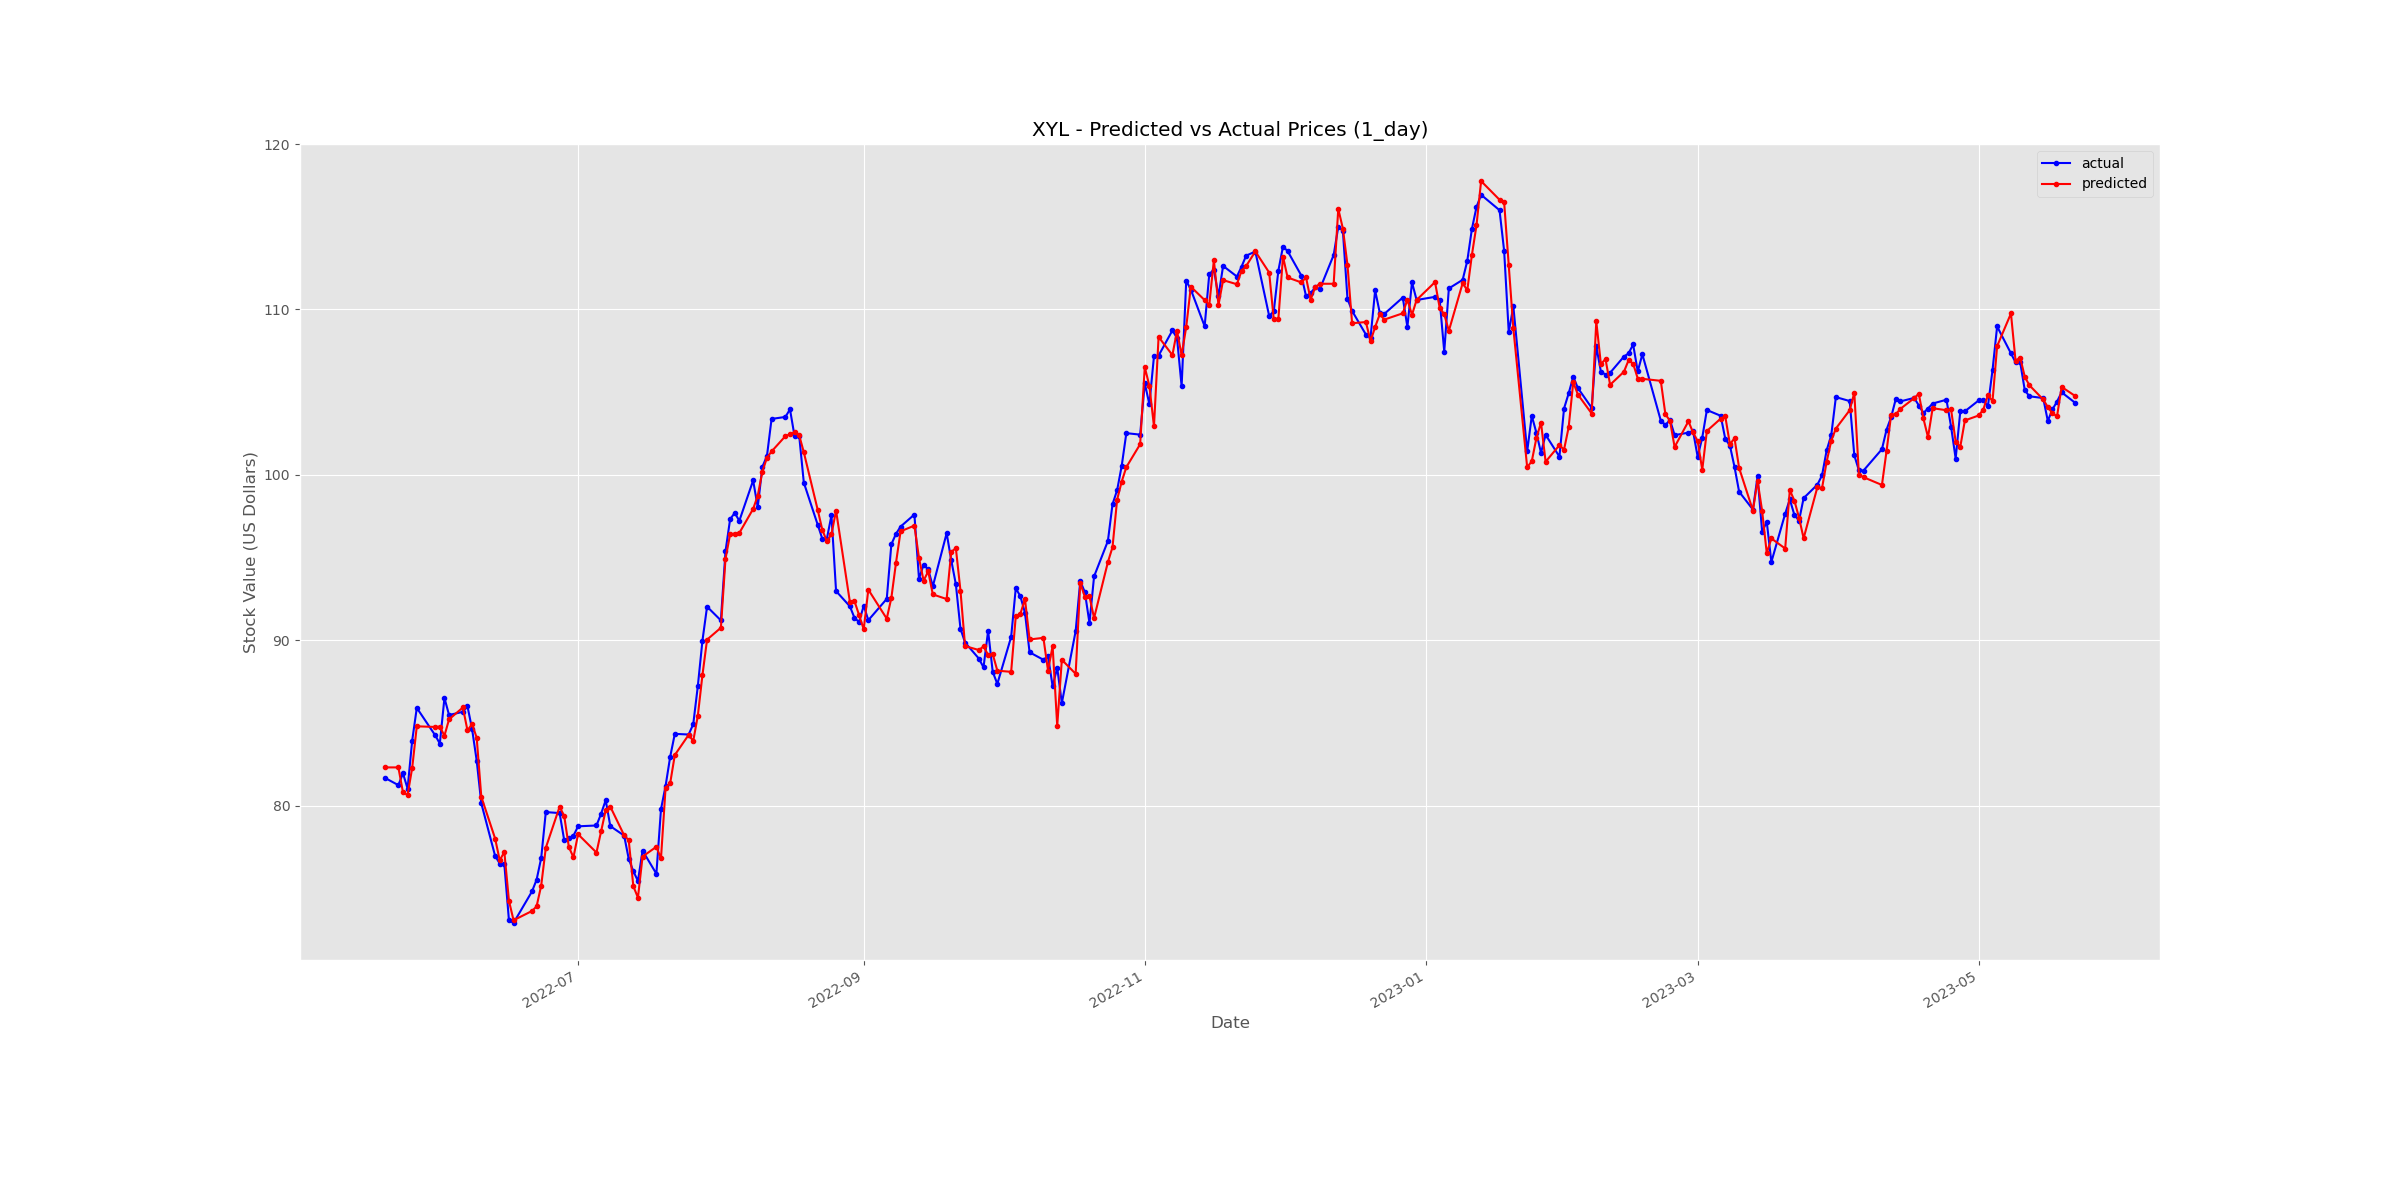 XYL - Predicted vs Actual Prices (1_day)
120
110
100
90
80
Stock Value (US Dollars)
actual
predicted
2022-07
2022-09
2022-11
2023-01
2023-03
2023-05
Date